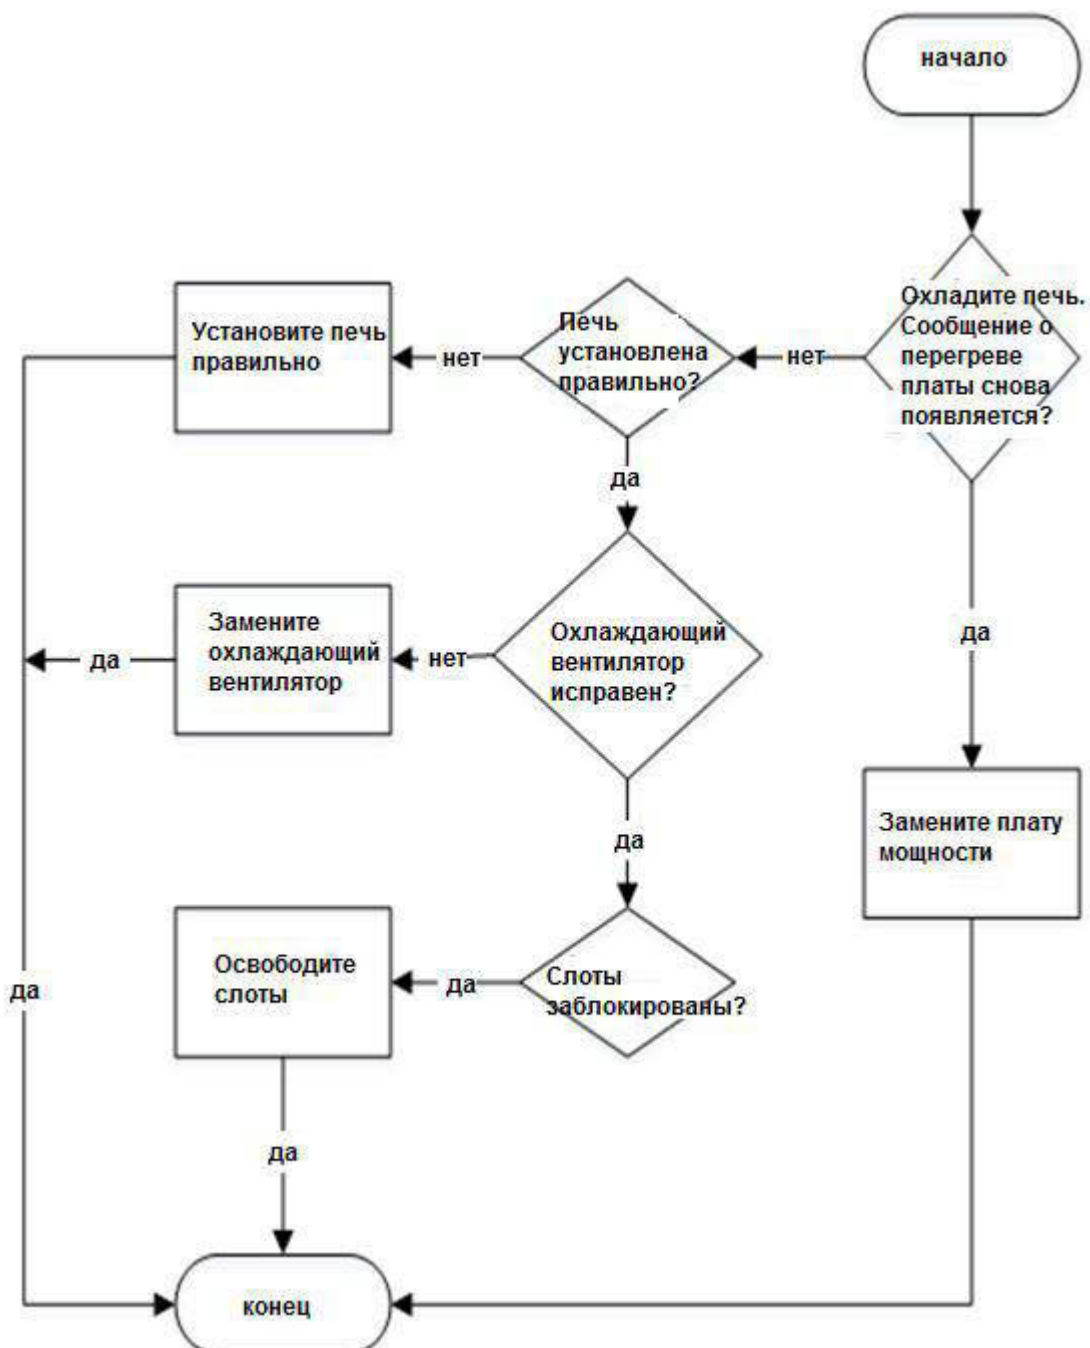 начало
Охладите печь.
Сообщение о
перегреве
платы снова
появляется?
нет
Печь
установлена
правильно?
нет
Установите печь
правильно
да
да
Охлаждающий
вентилятор
исправен?
нет
Замените
охлаждающий
вентилятор
да
да
Замените плату
мощности
Слоты
заблокированы?
да
Освободите
слоты
да
да
конец